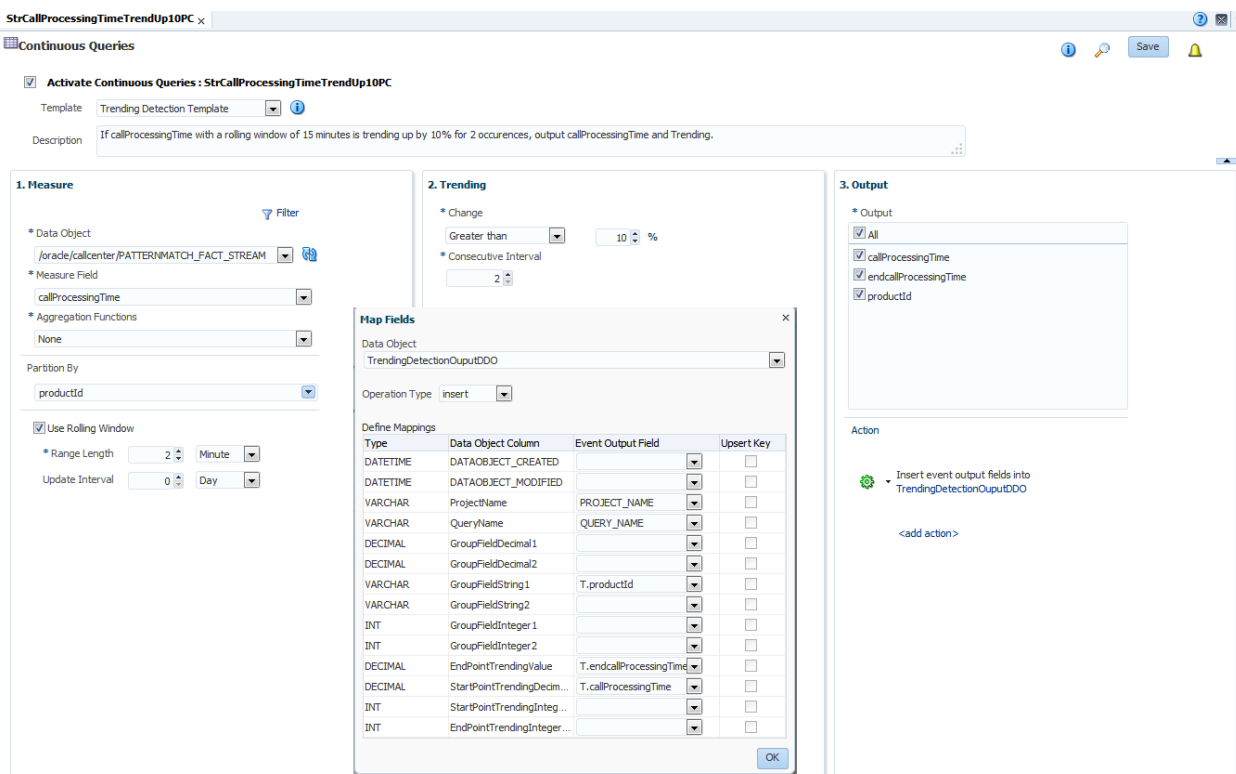 StrCallProcessingTimeTrendUp10PC ×
Continuous Queries
Save
Activate Continuous Queries : StrCallProcessingTimeTrendUp10PC
Template Trending Detection Template
Description If callProcessingTime with a rolling window of 15 minutes is trending up by 10% for 2 occurences, output callProcessingTime and Trending.
1. Measure
Filter
* Data Object
/oracle/callcenter/PATTERNMATCH_FACT_STREAM
* Measure Field
callProcessingTime
* Aggregation Functions
None
Partition By
productId
Use Rolling Window
* Range Length 2 Minute
Update Interval 0 Day
2. Trending
* Change
Greater than 10 %
* Consecutive Interval
2
Map Fields ×
Data Object
TrendingDetectionOuputDDO
Operation Type insert
Define Mappings
Type Data Object Column Event Output Field Upsert Key
DATETIME DATAOBJECT_CREATED
DATETIME DATAOBJECT_MODIFIED
VARCHAR ProjectName PROJECT_NAME
VARCHAR QueryName QUERY_NAME
DECIMAL GroupFieldDecimal1
DECIMAL GroupFieldDecimal2
VARCHAR GroupFieldString1 T.productId
VARCHAR GroupFieldString2
INT GroupFieldInteger1
INT GroupFieldInteger2
DECIMAL EndPointTrendingValue T.endcallProcessingTime
DECIMAL StartPointTrendingDecim... T.callProcessingTime
INT StartPointTrendingInteg...
INT EndPointTrendingInteger...
OK
3. Output
* Output
All
callProcessingTime
endcallProcessingTime
productId
Action
Insert event output fields into
TrendingDetectionOuputDDO
<add action>